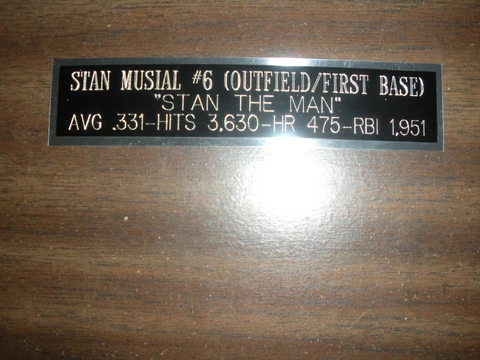 STAN MUSIAL #6 (OUTFIELD/FIRST BASE)
"STAN THE MAN"
AVG .331-HITS 3,630-HR 475-RBI 1,951